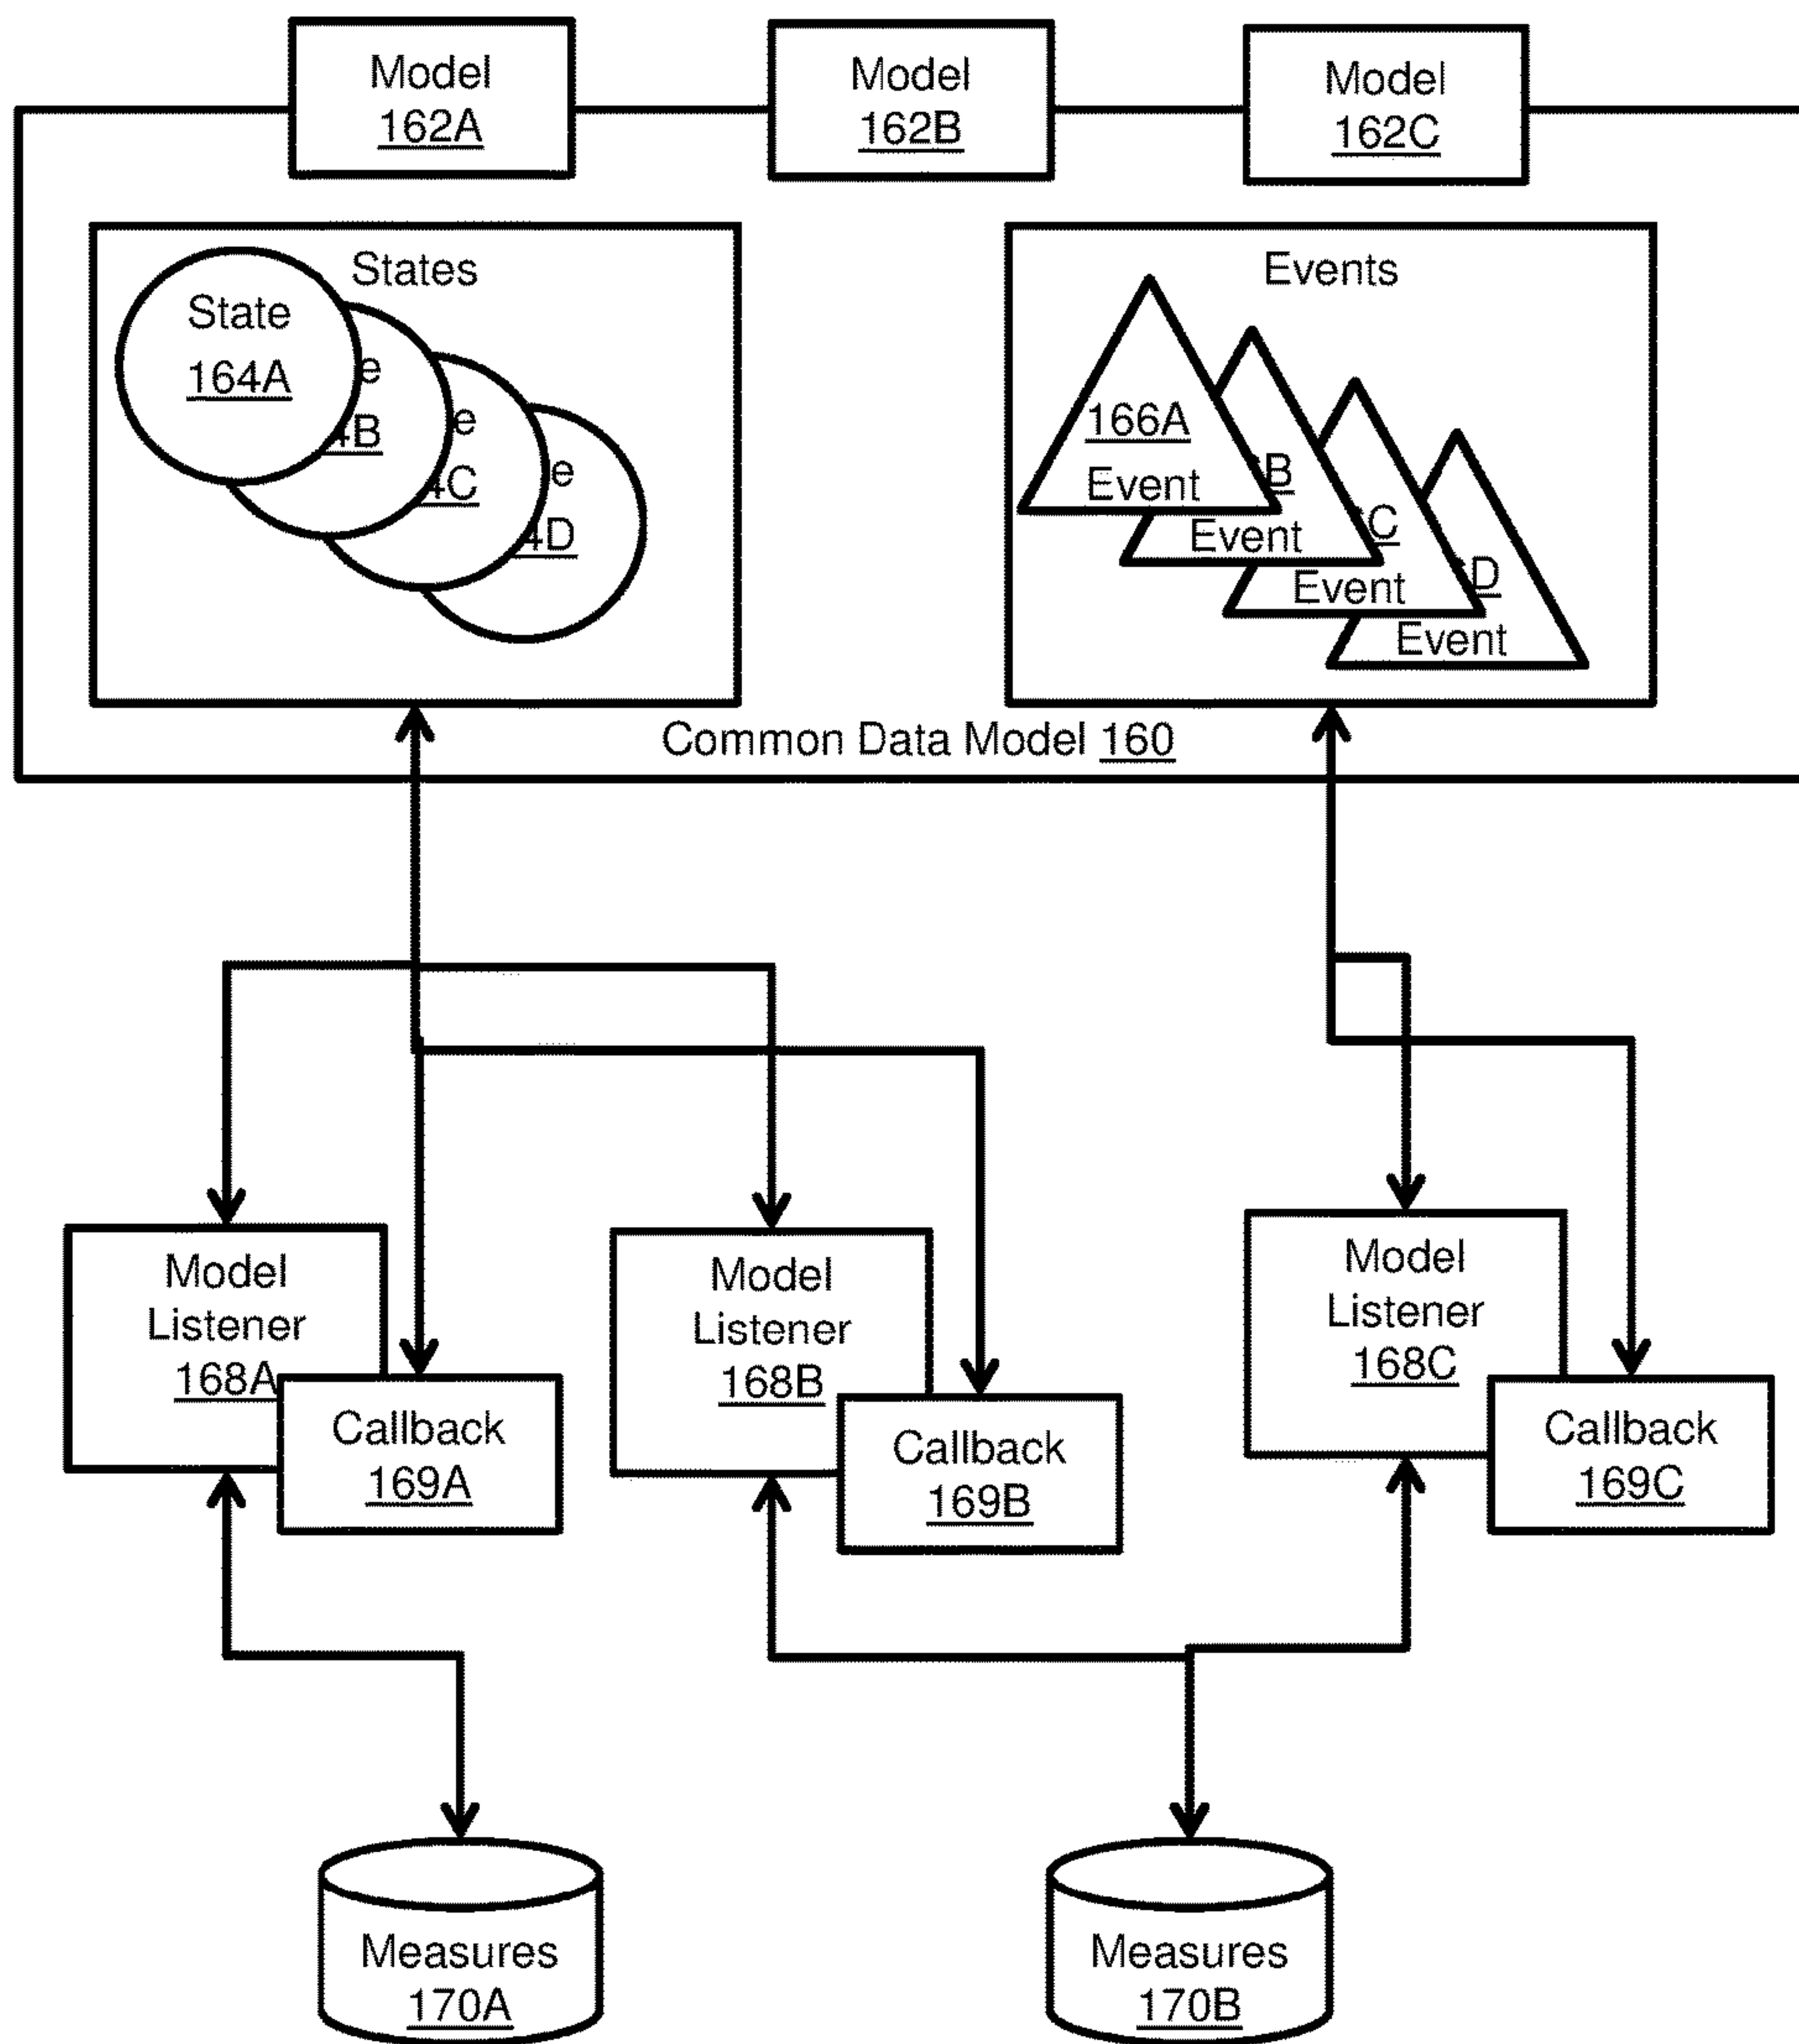 Model
162A
Model
162B
Model
162C
States
State
164A
e
4B
e
4C
e
4D
Events
166A
Event
B
Event
C
Event
D
Event
Common Data Model 160
Model
Listener
168A
Callback
169A
Model
Listener
168B
Callback
169B
Model
Listener
168C
Callback
169C
Measures
170A
Measures
170B